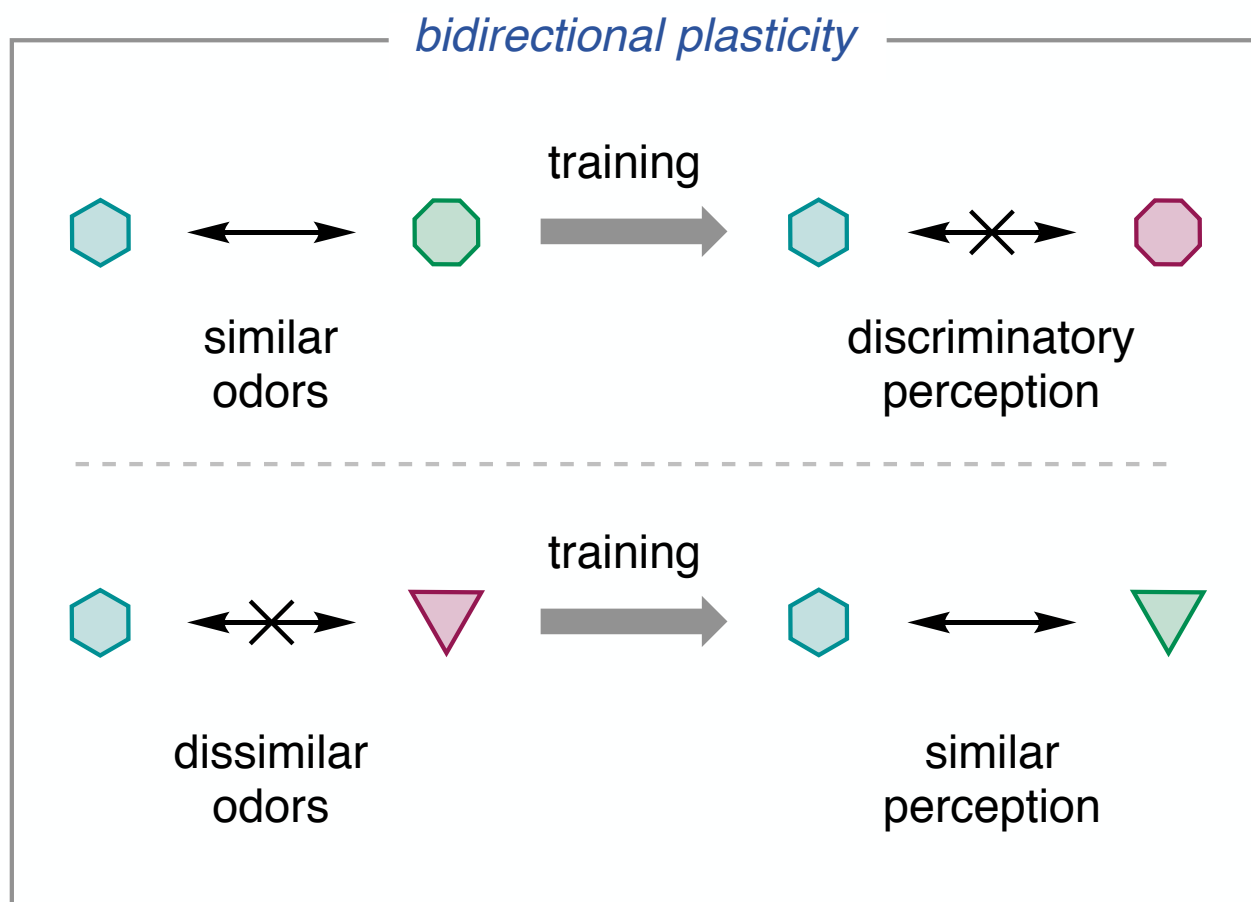 bidirectional plasticity
training
similar
odors
discriminatory
perception
training
dissimilar
odors
similar
perception